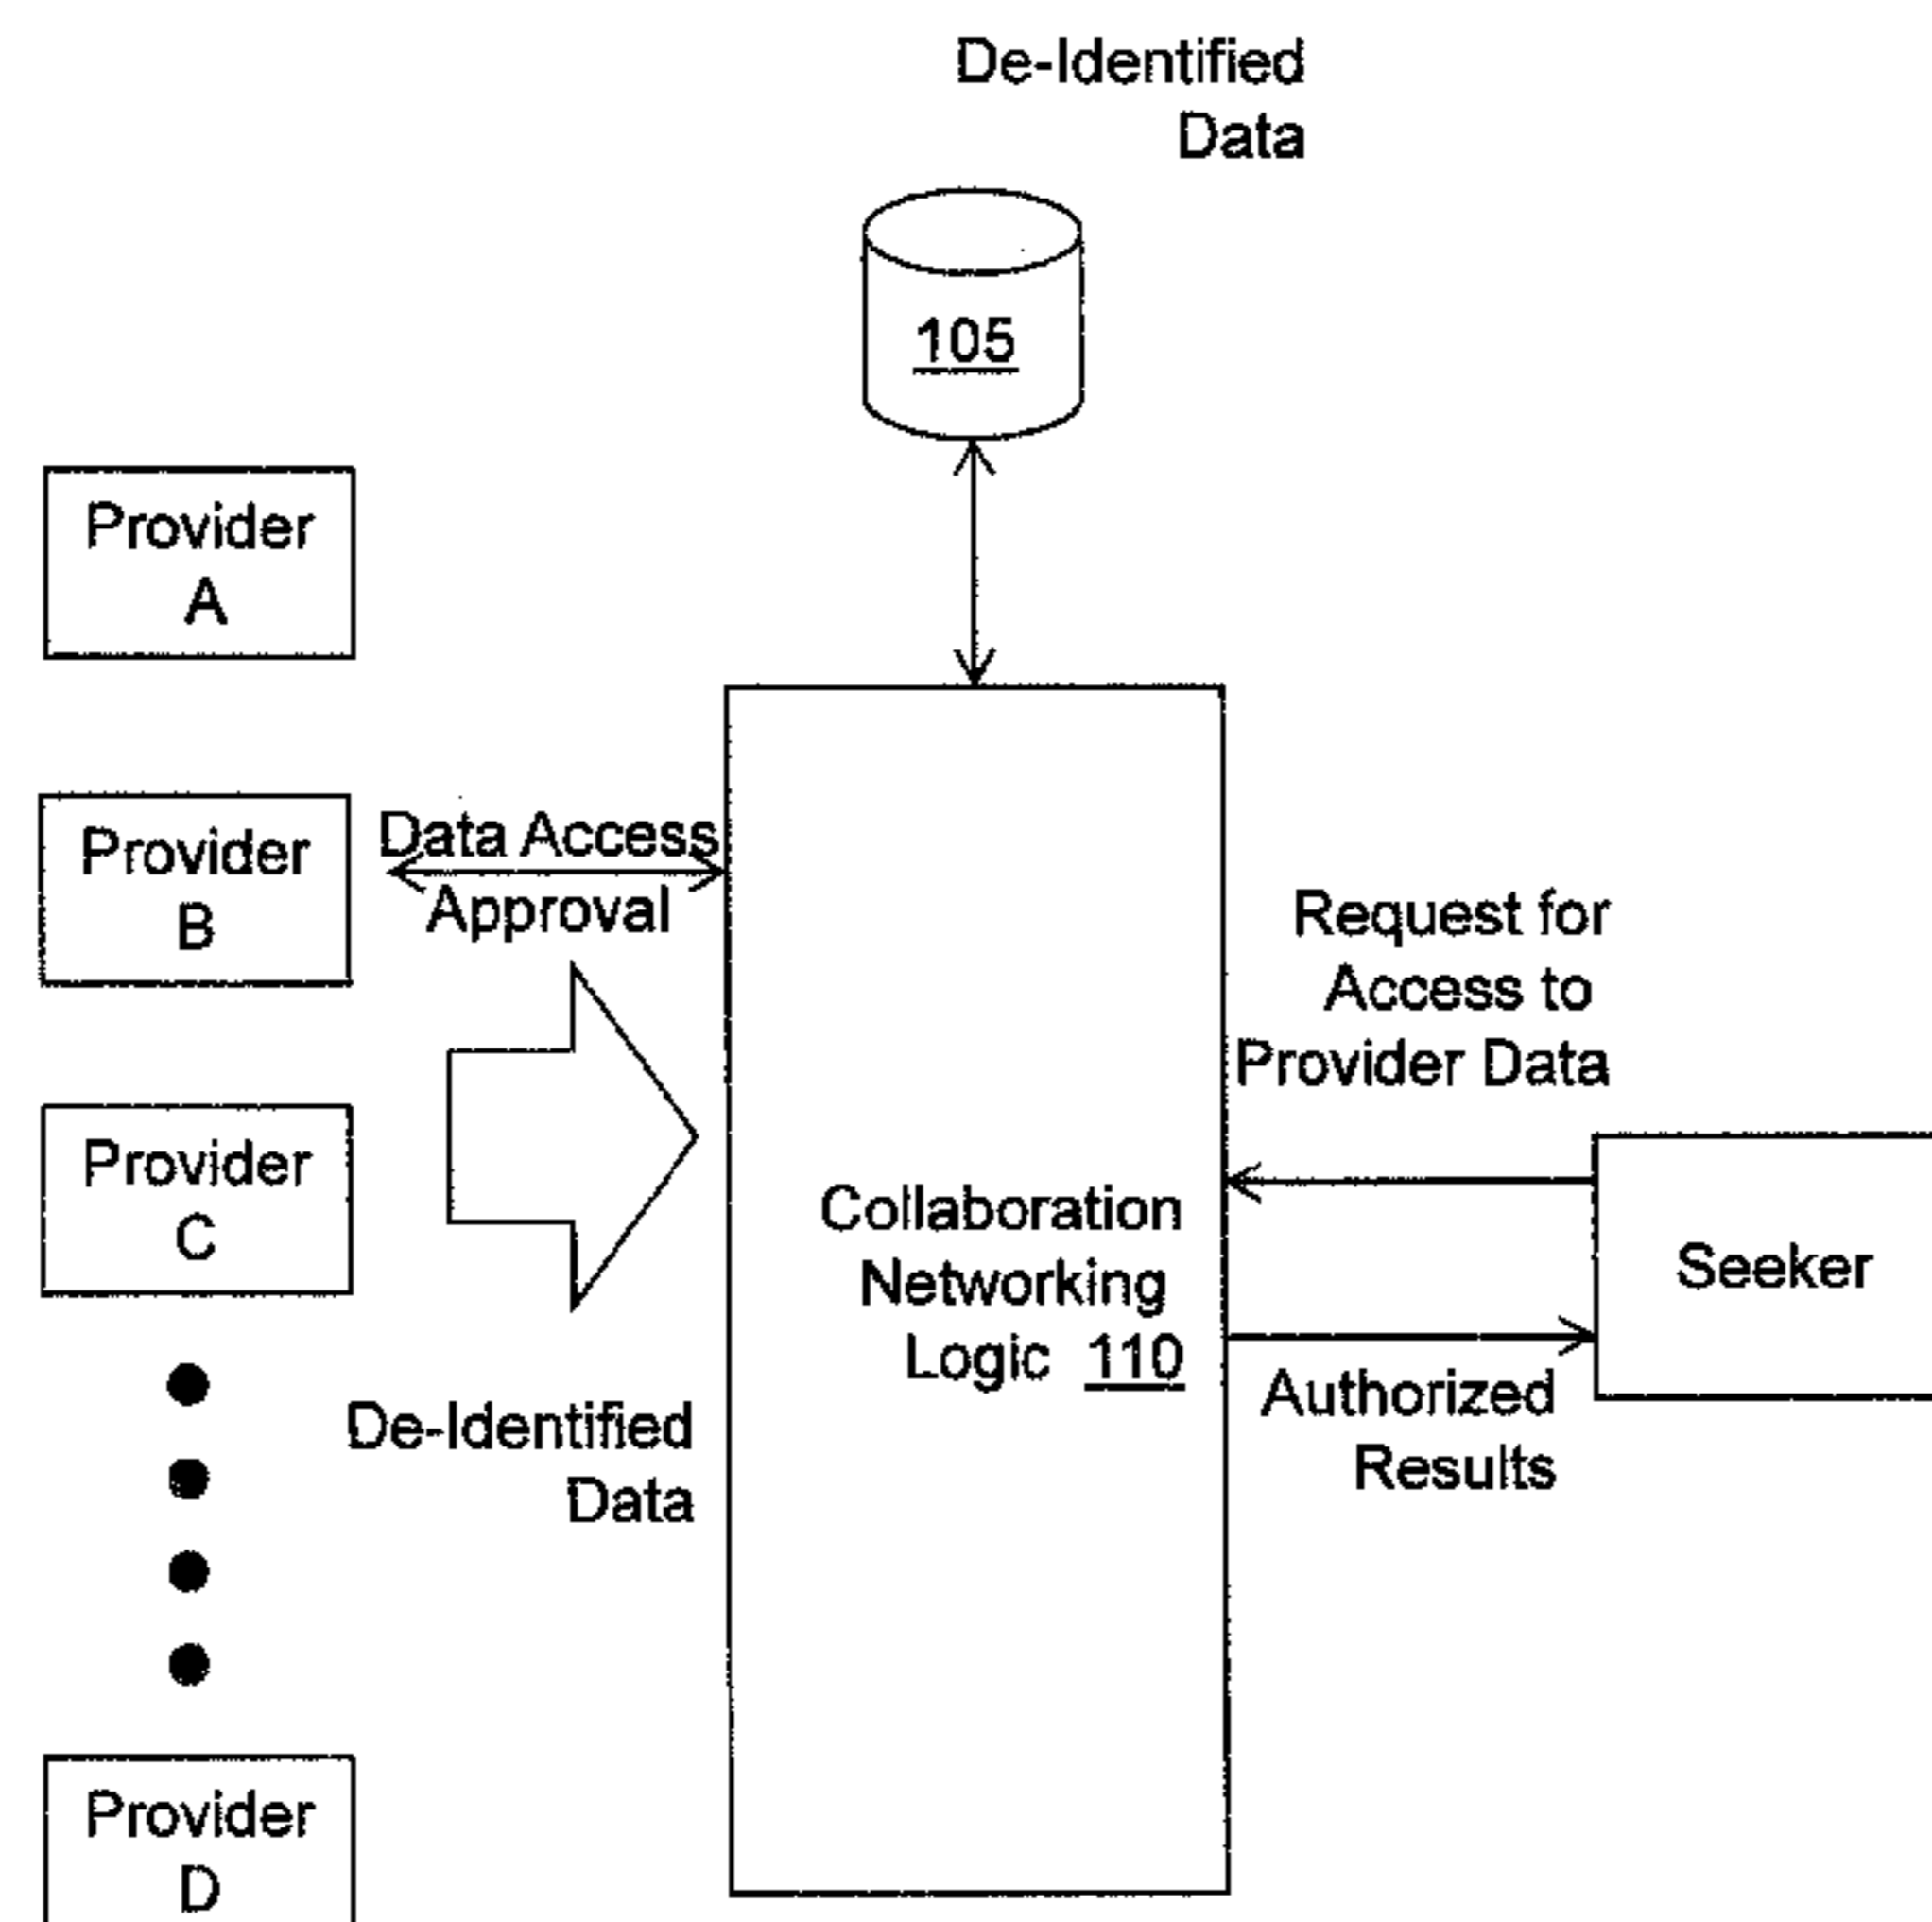 De-Identified
Data
105
Provider
A
Provider
B
Data Access
Approval
Provider
C
De-Identified
Data
Provider
D
Collaboration
Networking
Logic 110
Request for
Access to
Provider Data
Seeker
Authorized
Results